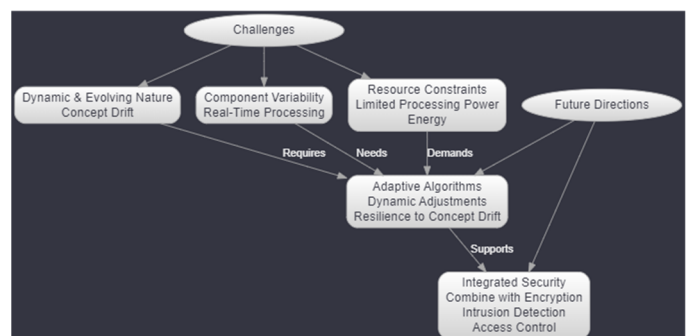 Challenges
Dynamic & Evolving Nature
Concept Drift
Component Variability
Real-Time Processing
Resource Constraints
Limited Processing Power
Energy
Future Directions
Requires
Needs
Demands
Adaptive Algorithms
Dynamic Adjustments
Resilience to Concept Drift
Supports
Integrated Security
Combine with Encryption
Intrusion Detection
Access Control